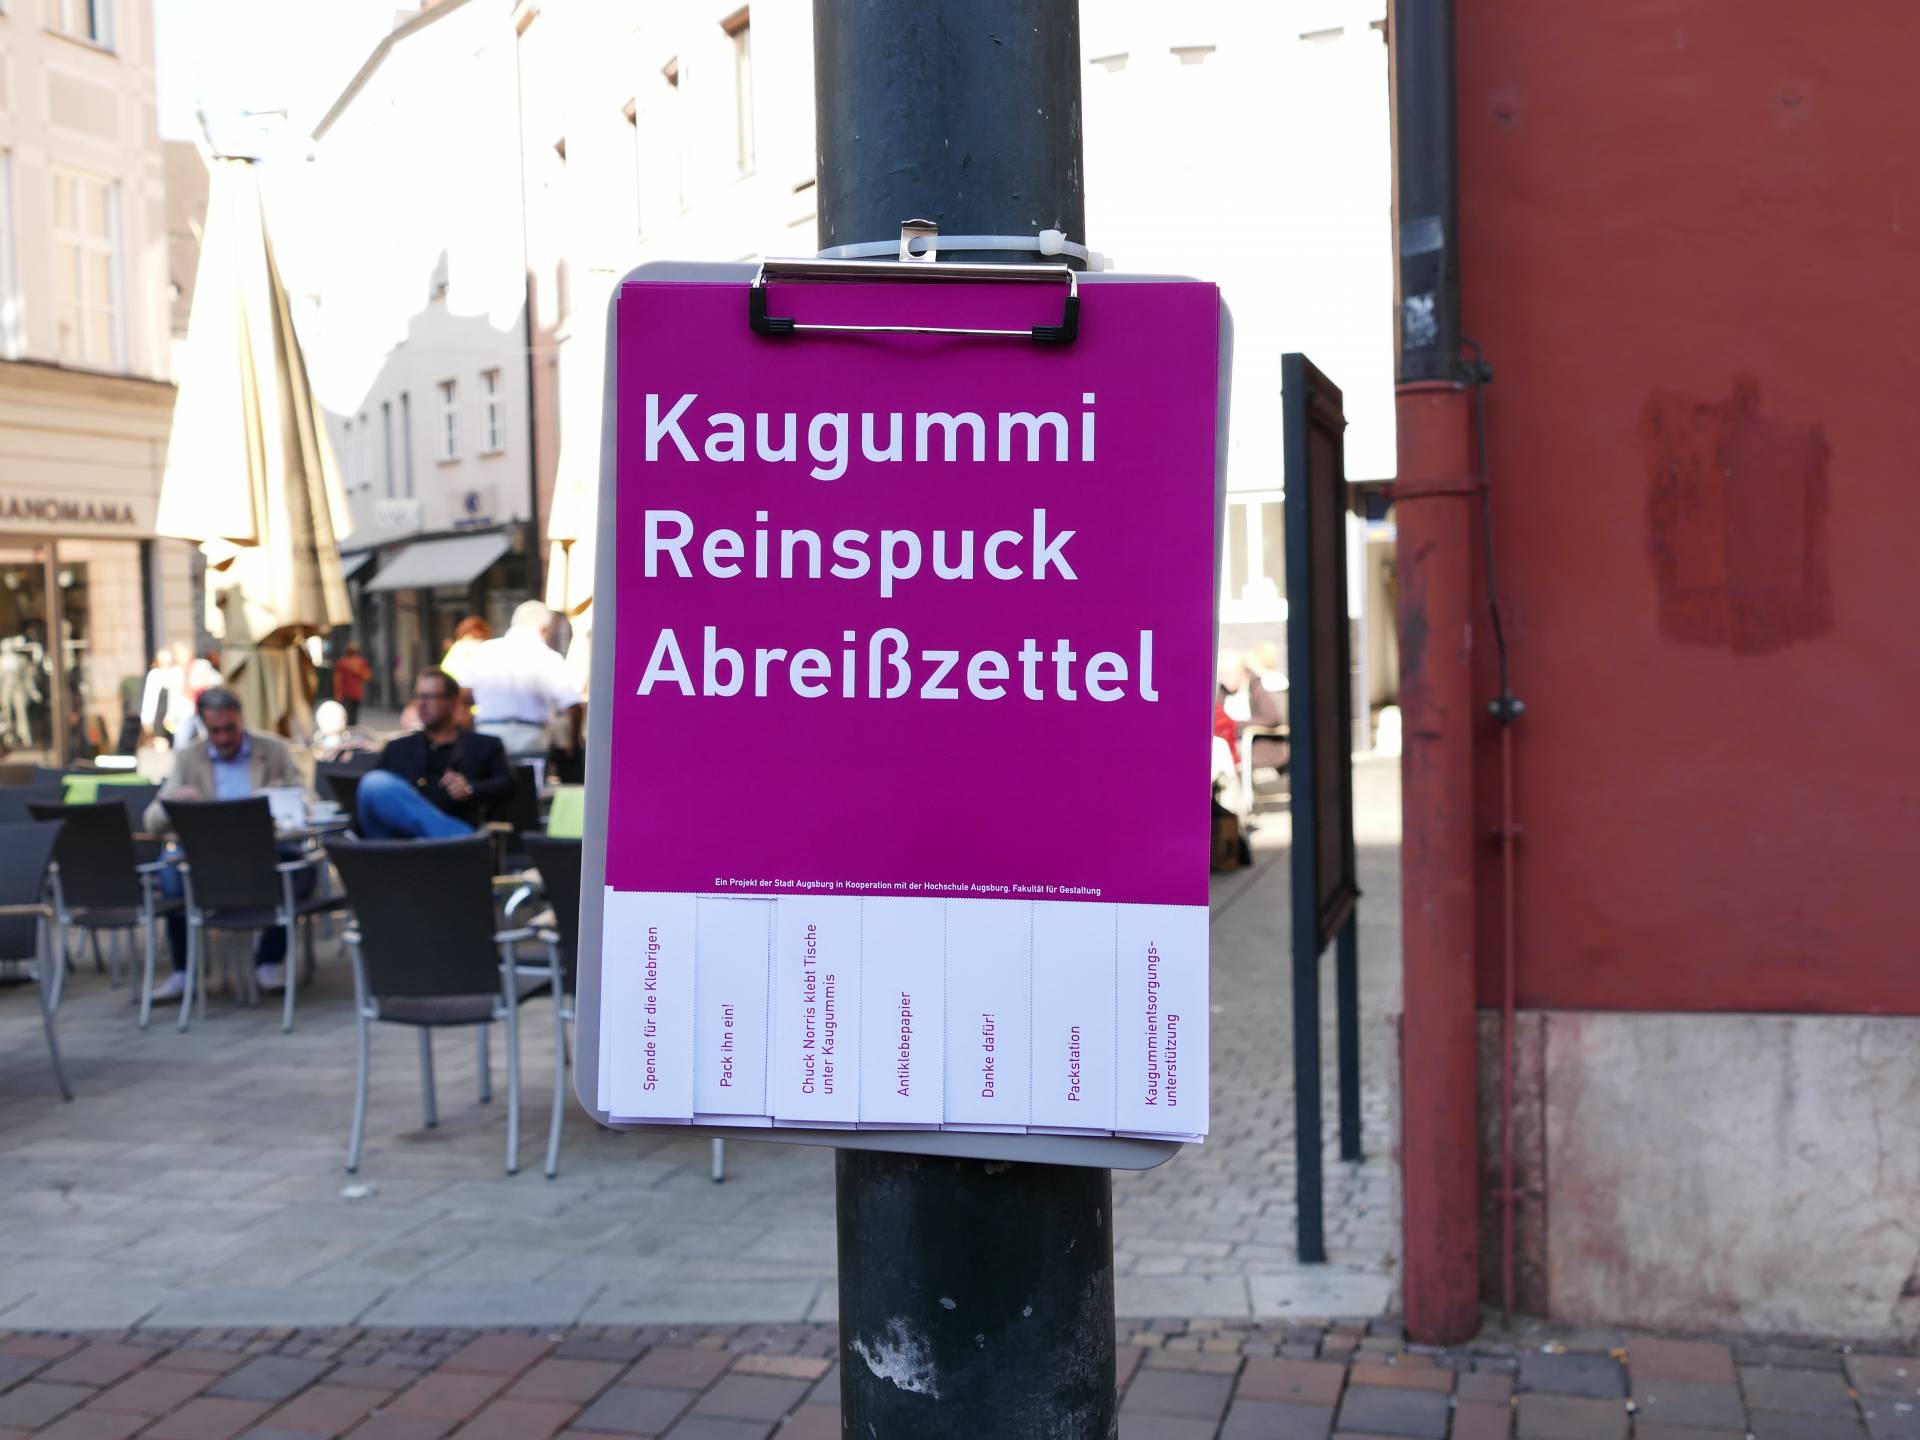 Kaugummi
Reinspuck
Abreißzettel
Ein Projekt der Stadt Augsburg in Kooperation mit der Hochschule Augsburg, Fakultät für Gestaltung
Spende für die Klebrigen
Pack ihn ein!
Chuck Norris klebt Tische
unter Kaugummis
Antiklebepapier
Danke dafür!
Packstation
Kaugummientsorgungs-
unterstützung
MANOMAMA